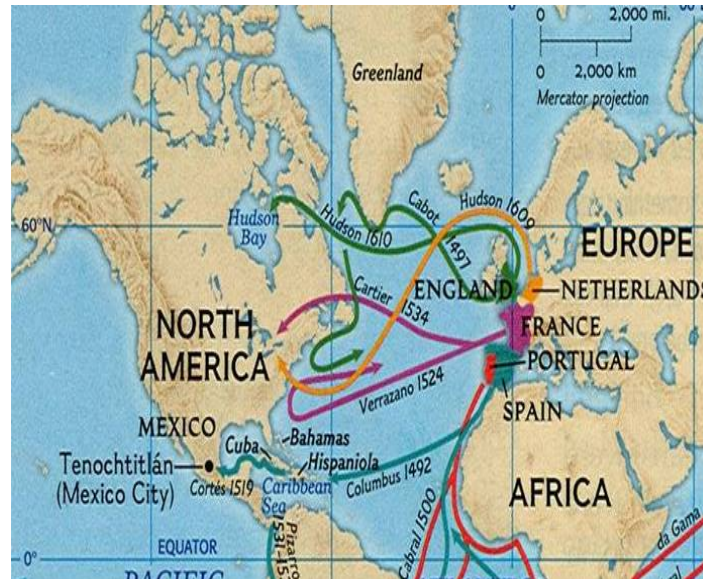 0 2,000 mi.
0 2,000 km
Mercator projection
Greenland
60°N
Hudson
Bay
Hudson 1610
Cabot 1497
Hudson 1609
EUROPE
ENGLAND
NETHERLANDS
Cartier 1534
FRANCE
NORTH
AMERICA
PORTUGAL
Verrazano 1524
SPAIN
MEXICO
Bahamas
Cuba
Hispaniola
Tenochtitlán
(Mexico City)
Cortés 1519
Caribbean
Sea
Columbus 1492
AFRICA
Cabral 1500
da Gama
Pizarro
0°
EQUATOR
PACIFIC